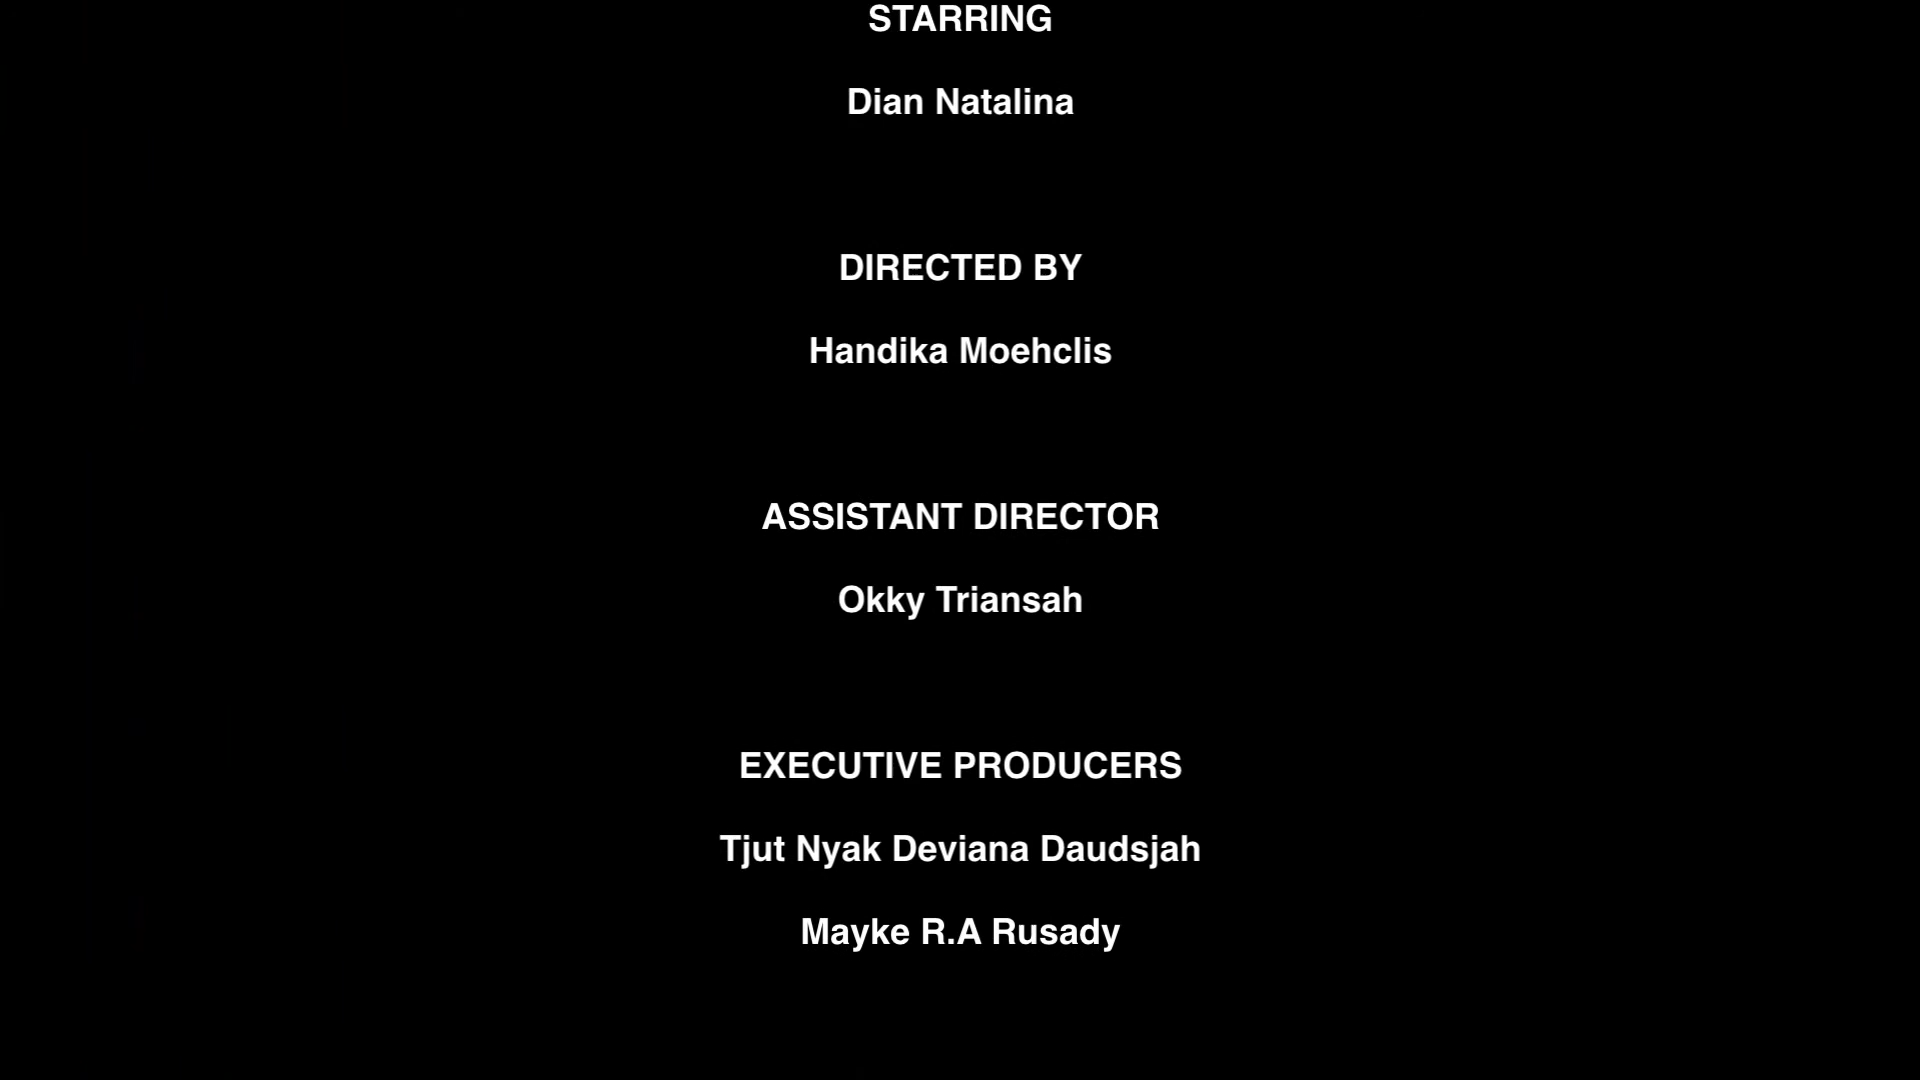 STARRING
Dian Natalina
DIRECTED BY
Handika Moehclis
ASSISTANT DIRECTOR
Okky Triansah
EXECUTIVE PRODUCERS
Tjut Nyak Deviana Daudsjah
Mayke R.A Rusady